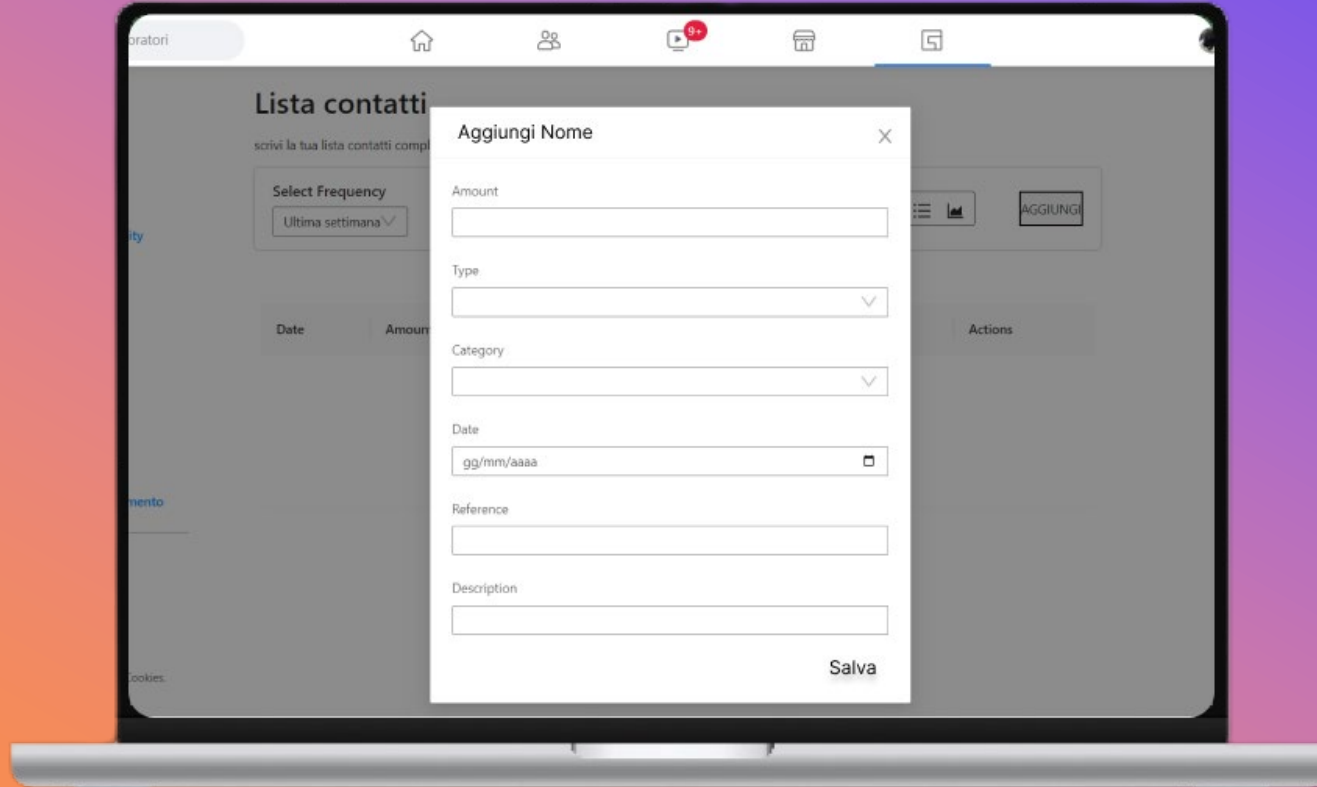 oratori
9+
Lista contatti
scrivi la tua lista contatti compl
Select Frequency
Ultima settimana
AGGIUNGI
ity
Date
Amoun
Actions
mento
Cookies.
Aggiungi Nome
Amount
Type
Category
Date
gg/mm/aaaa
Reference
Description
Salva